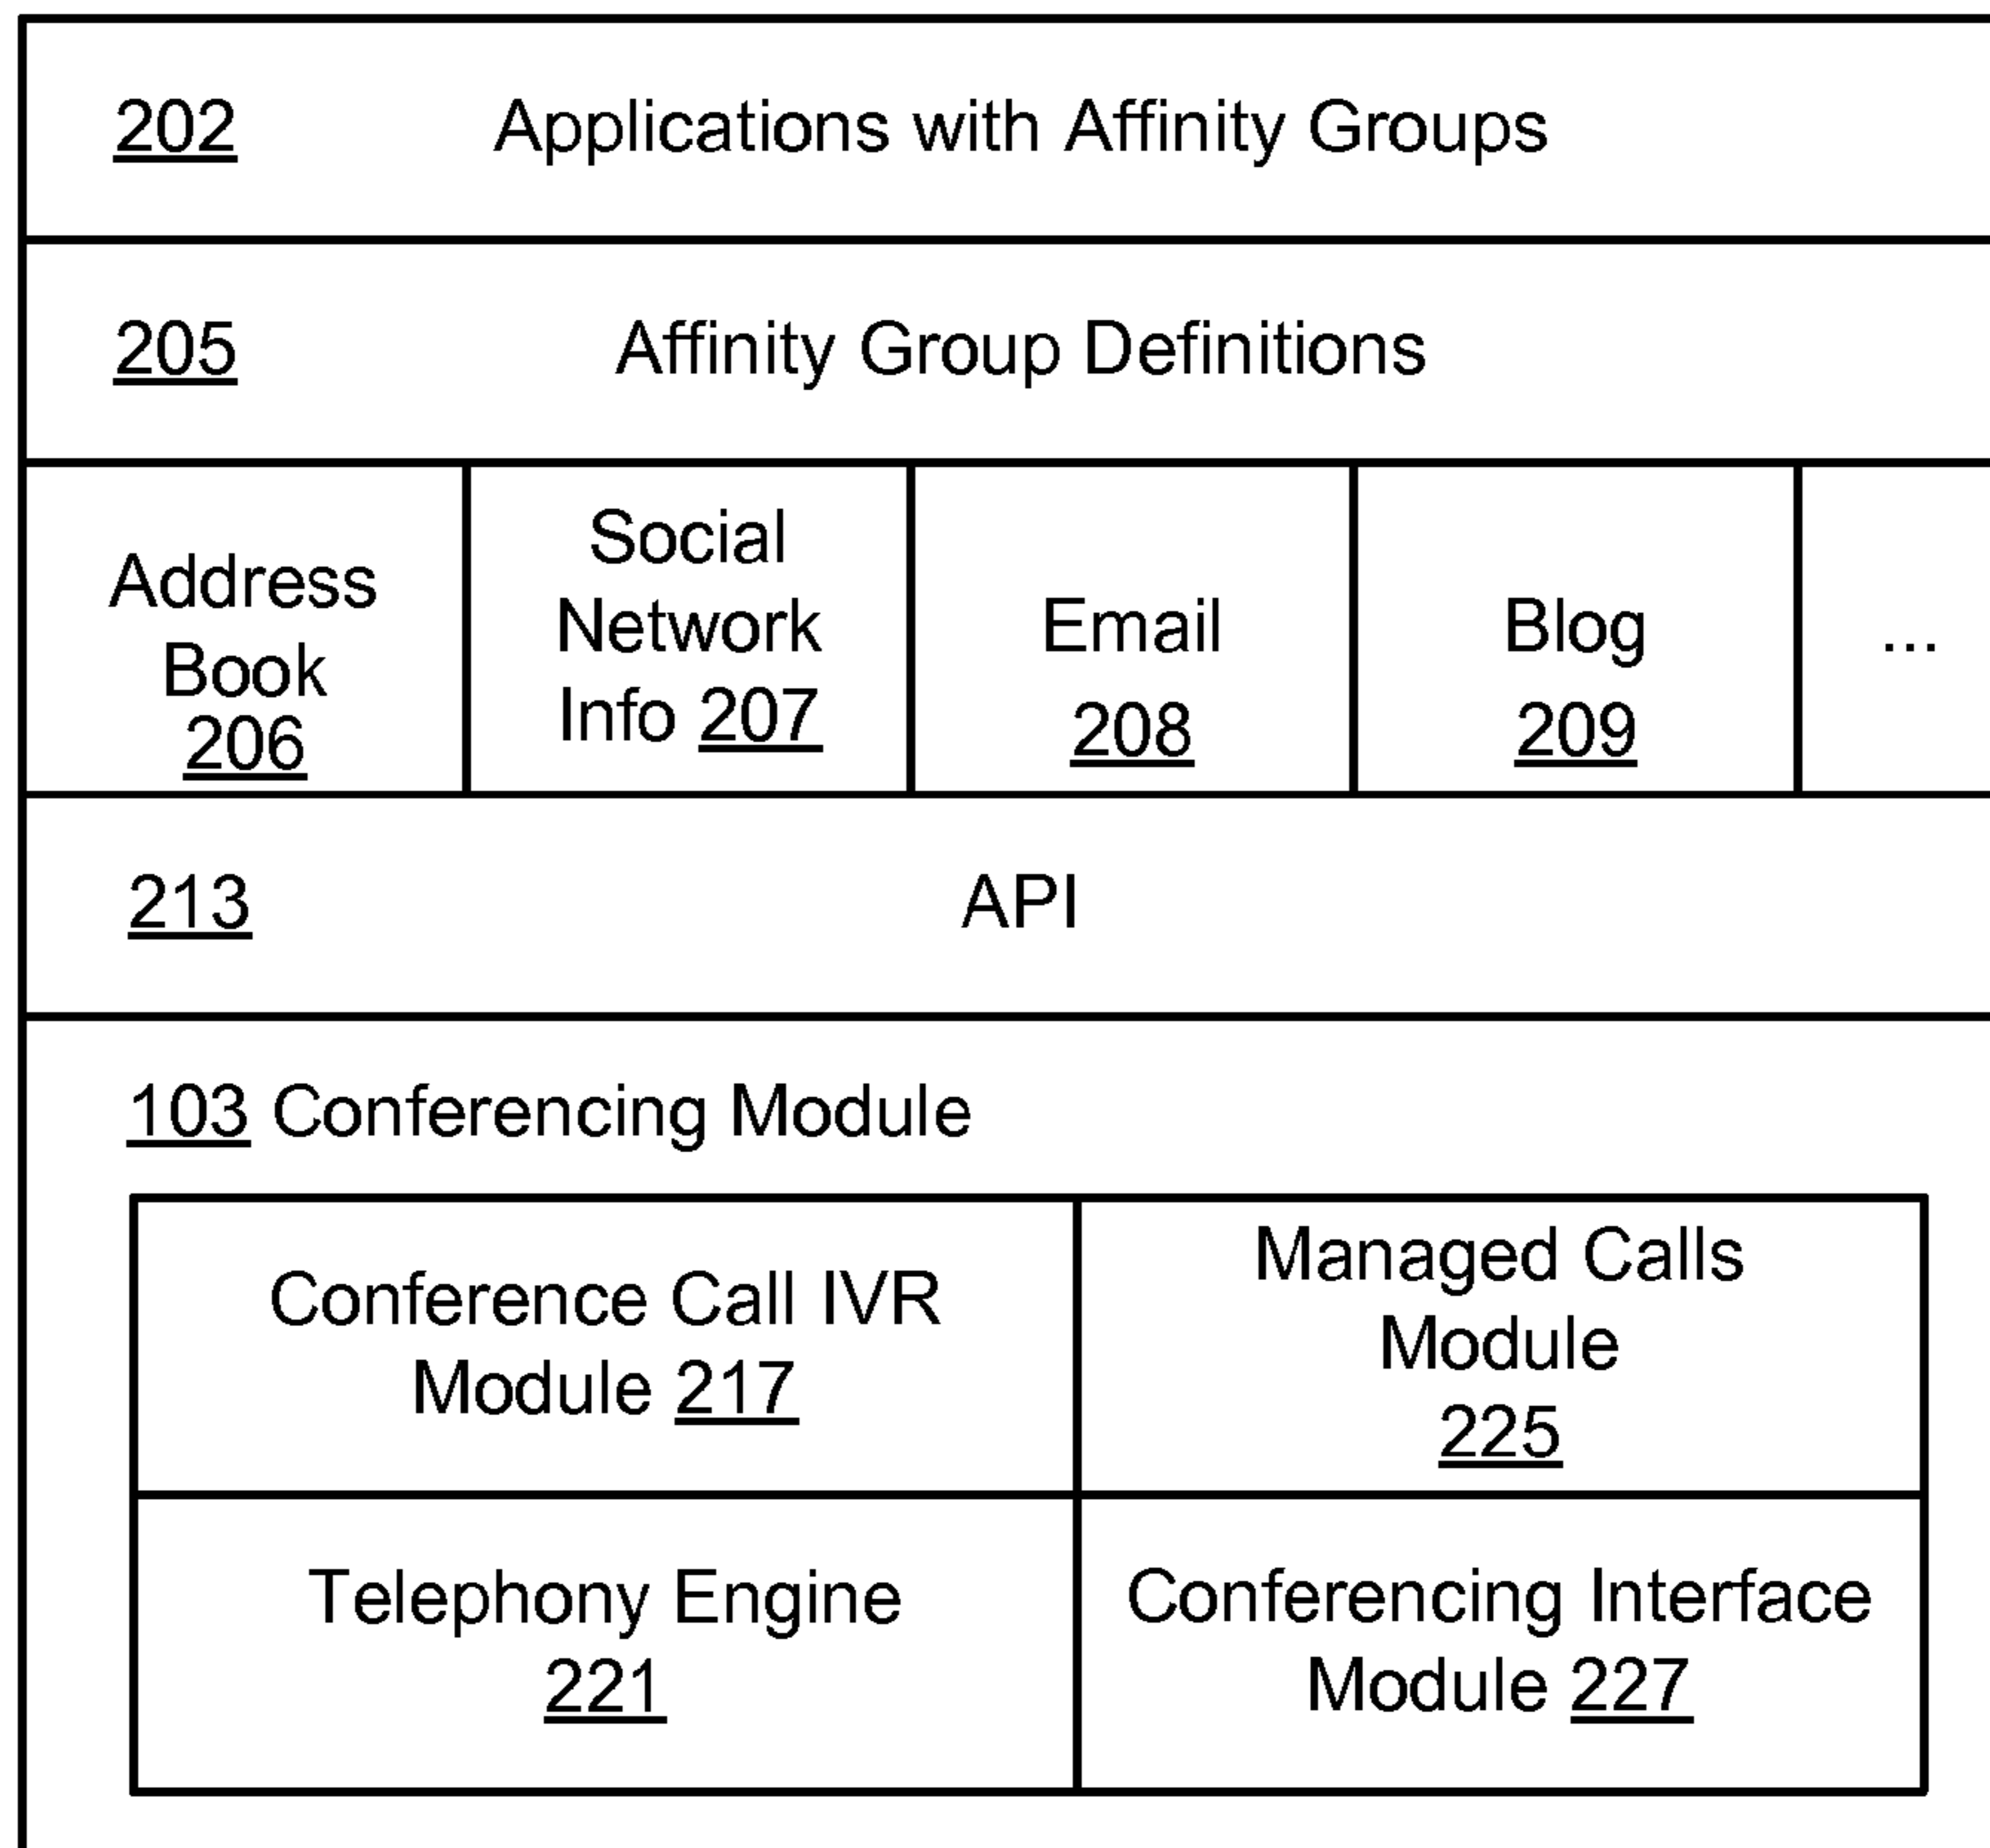 202 Applications with Affinity Groups
205 Affinity Group Definitions
Address
Book
206
Social
Network
Info 207
Email
208
Blog
209
...
213 API
103 Conferencing Module
Conference Call IVR
Module 217
Managed Calls
Module
225
Telephony Engine
221
Conferencing Interface
Module 227